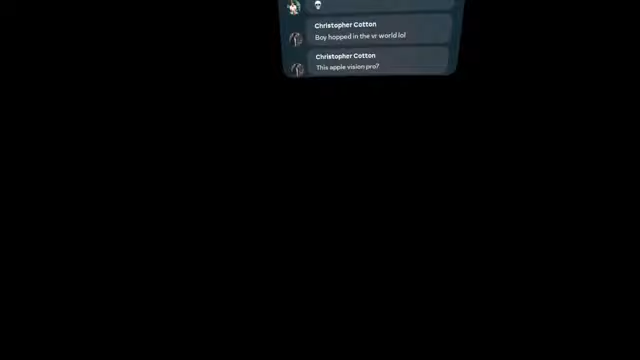 💀
Christopher Cotton
Boy hopped in the vr world lol
Christopher Cotton
This apple vision pro?